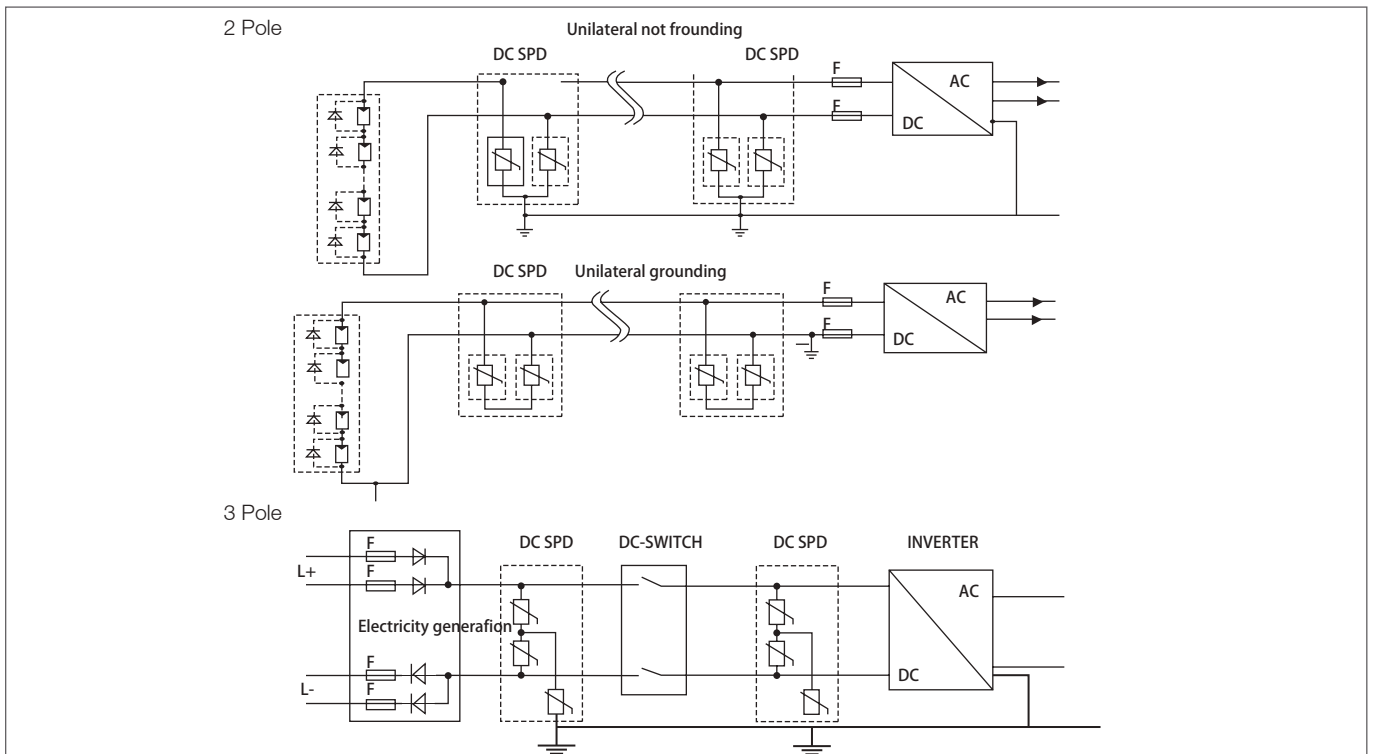 2 Pole
Unilateral not frounding
DC SPD
DC SPD
F
F
AC
DC
DC SPD
Unilateral grounding
F
F
AC
DC
3 Pole
F
F
L+
DC SPD
DC-SWITCH
DC SPD
INVERTER
AC
Electricity generafion
F
F
L-
DC